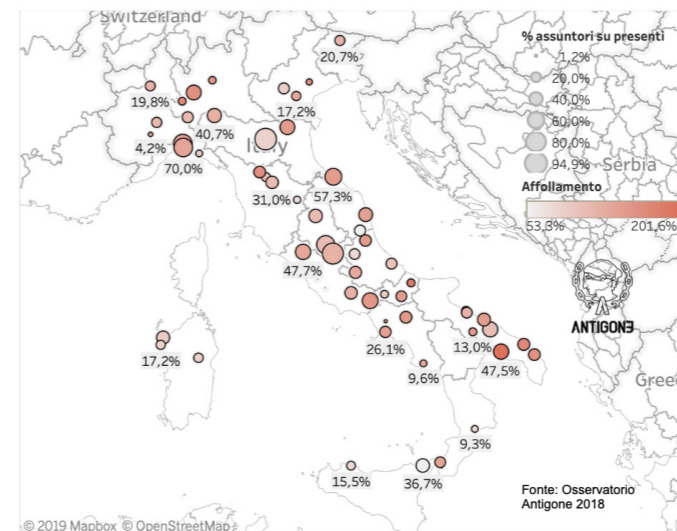 Switzerland
% assuntori su presenti
1,2%
20,0%
40,0%
60,0%
80,0%
94,9%
Serbia
Affollamento
53,3% 201,6%
20,7%
19,8%
17,2%
40,7%
4,2%
Italy
70,0%
31,0%
57,3%
47,7%
ANTIGONE
26,1%
13,0%
47,5%
17,2%
9,6%
Greec
9,3%
15,5%
36,7%
Fonte: Osservatorio
Antigone 2018
© 2019 Mapbox © OpenStreetMap